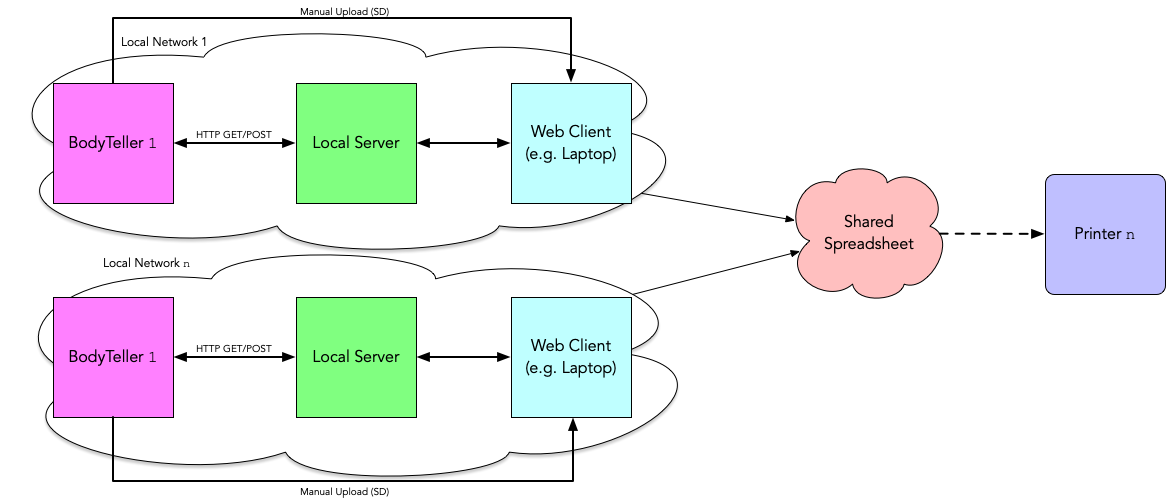 Manual Upload (SD)
Local Network 1
BodyTeller 1
HTTP GET/POST
Local Server
Web Client
(e.g. Laptop)
Shared
Spreadsheet
Printer n
Local Network n
BodyTeller 1
HTTP GET/POST
Local Server
Web Client
(e.g. Laptop)
Manual Upload (SD)